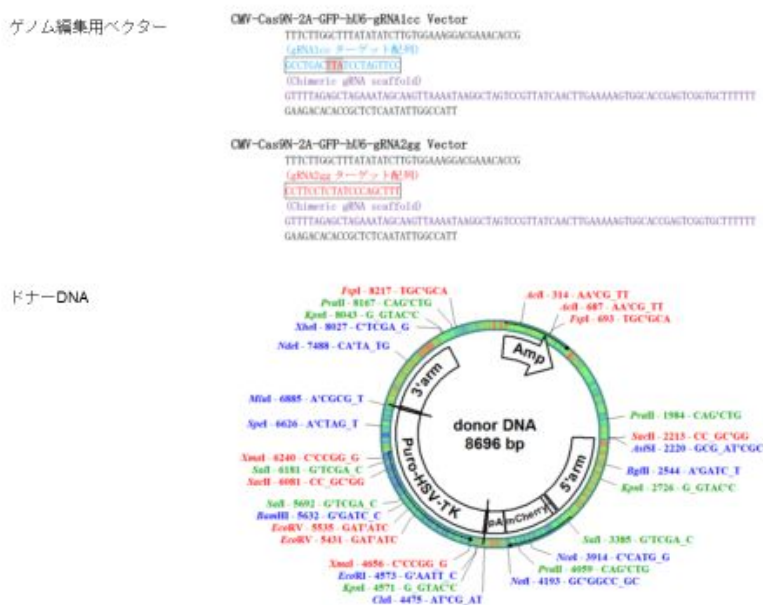 ゲノム編集用ベクター
CMV-Cas9N-2A-GFP-hU6-gRNA1cc Vector
TTTCTTGGCTTTATATATCTTGTGGAAAGGACGAAACACCG
(gRNA1cc ターゲット配列)
GCCTGACTTATCCTAGTTCC
(Chimeric gRNA scaffold)
GTTTTAGAGCTAGAAATAGCAAGTTAAAATAAGGCTAGTCCGTTATCAACTTGAAAAAGTGGCACCGAGTCGGTGCTTTTTT
GAAGACACACCGCTCTCAATATTGGCCATT
CMV-Cas9N-2A-GFP-hU6-gRNA2gg Vector
TTTCTTGGCTTTATATATCTTGTGGAAAGGACGAAACACCG
(gRNA2gg ターゲット配列)
CCTTCCTCTATCCCAGCTTT
(Chimeric gRNA scaffold)
GTTTTAGAGCTAGAAATAGCAAGTTAAAATAAGGCTAGTCCGTTATCAACTTGAAAAAGTGGCACCGAGTCGGTGCTTTTTT
GAAGACACACCGCTCTCAATATTGGCCATT
ドナーDNA
FspI - 8217 - TGC'GCA
PvuII - 8167 - CAG'CTG
KpnI - 8043 - G_GTAC'C
XhoI - 8027 - C'TCGA_G
NdeI - 7488 - CA'TA_TG
MluI - 6885 - A'CGCG_T
SpeI - 6626 - A'CTAG_T
XmaI - 6240 - C'CCGG_G
SalI - 6181 - G'TCGA_C
SacII - 6081 - CC_GC'GG
SalI - 5692 - G'TCGA_C
BamHI - 5632 - G'GATC_C
EcoRV - 5535 - GAT'ATC
EcoRV - 5431 - GAT'ATC
XmaI - 4656 - C'CCGG_G
EcoRI - 4573 - G'AATT_C
KpnI - 4571 - G_GTAC'C
ClaI - 4475 - AT'CG_AT
AclI - 314 - AA'CG_TT
AclI - 687 - AA'CG_TT
FspI - 693 - TGC'GCA
PvuII - 1984 - CAG'CTG
SacII - 2213 - CC_GC'GG
AsiSI - 2220 - GCG_AT'CGC
BglII - 2544 - A'GATC_T
KpnI - 2726 - G_GTAC'C
SalI - 3385 - G'TCGA_C
NcoI - 3914 - C'CATG_G
PvuII - 4059 - CAG'CTG
NotI - 4193 - GC'GGCC_GC
Amp
3'arm
donor DNA
8696 bp
Puro-HSV-TK
pA
mCherry
5'arm